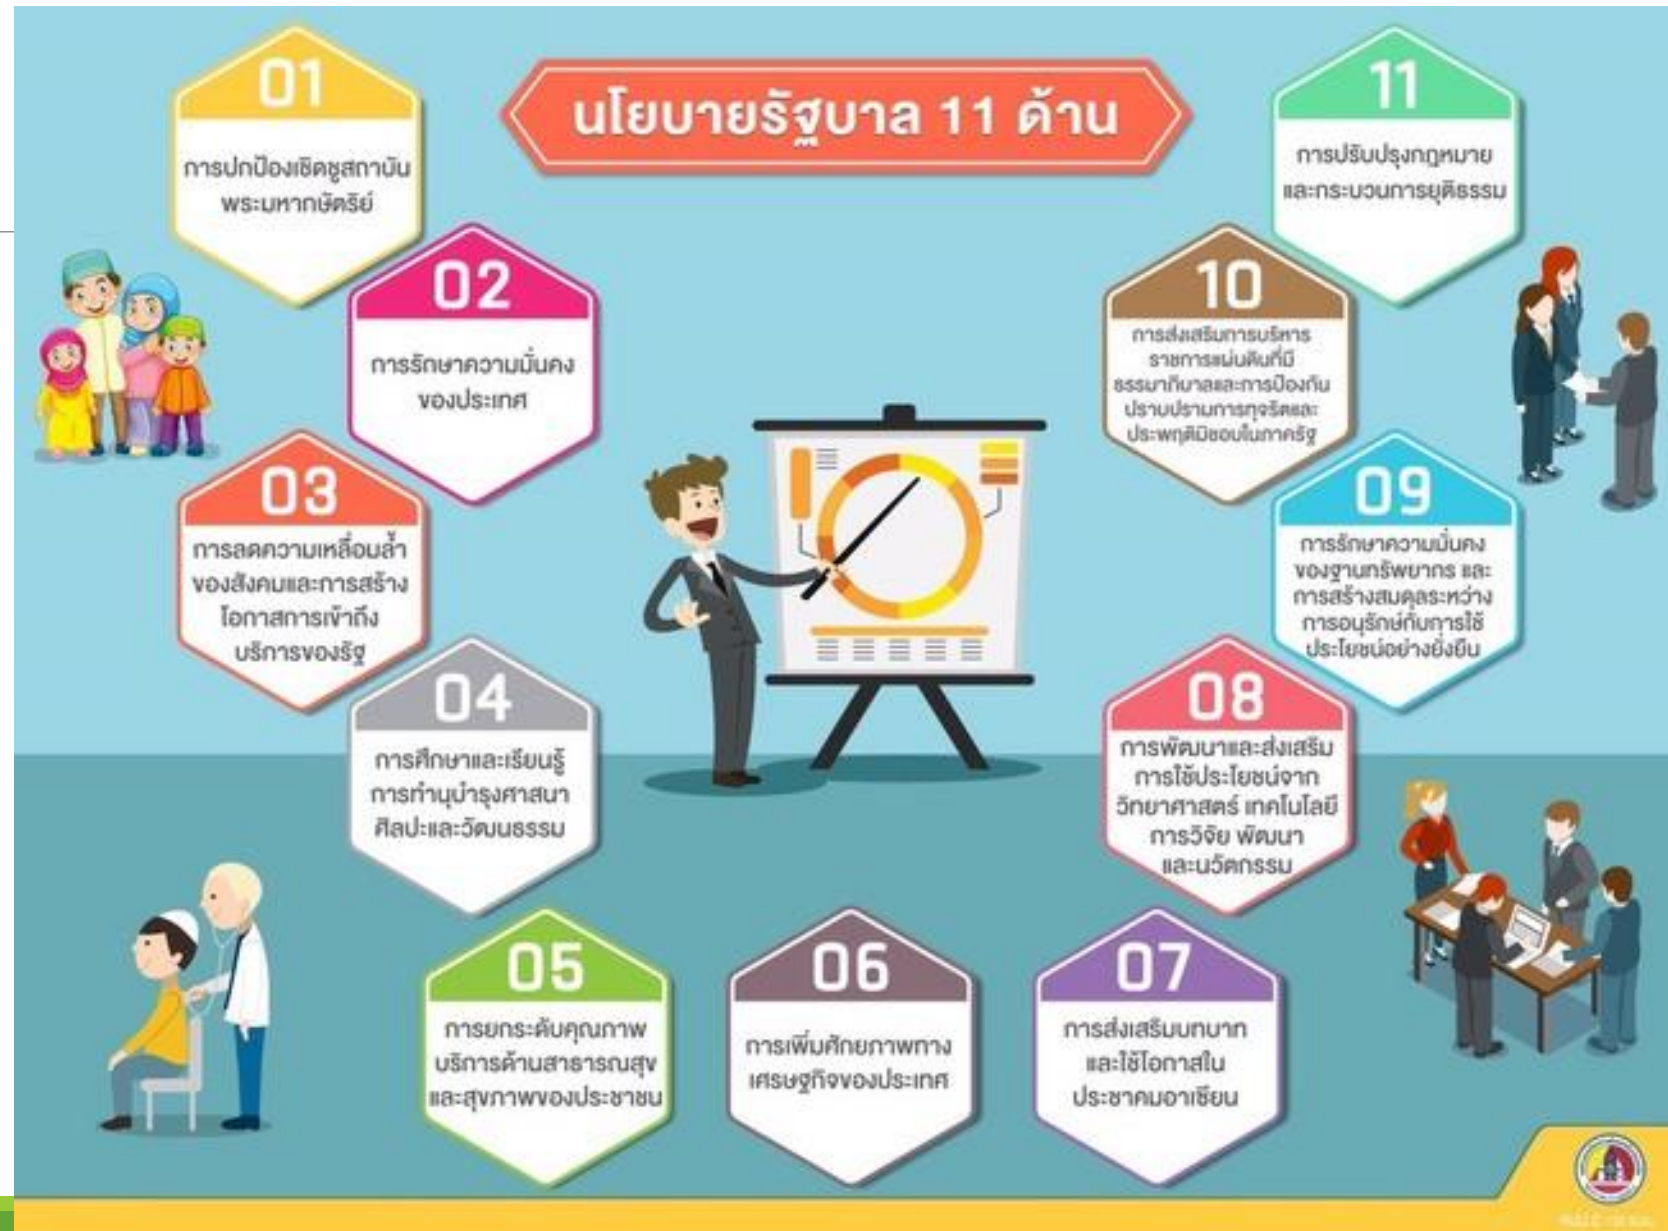 นโยบายรัฐบาล 11 ด้าน
01
การปกป้องเชิดชูสถาบัน
พระมหากษัตริย์
02
การรักษาความมั่นคง
ของประเทศ
03
การลดความเหลื่อมล้ำ
ของสังคมและการสร้าง
โอกาสการเข้าถึง
บริการของรัฐ
04
การศึกษาและเรียนรู้
การทำนุบำรุงศาสนา
ศิลปะและวัฒนธรรม
05
การยกระดับคุณภาพ
บริการด้านสาธารณสุข
และสุขภาพของประชาชน
06
การเพิ่มศักยภาพทาง
เศรษฐกิจของประเทศ
07
การส่งเสริมบทบาท
และใช้โอกาสใน
ประชาคมอาเซียน
08
การพัฒนาและส่งเสริม
การใช้ประโยชน์จาก
วิทยาศาสตร์ เทคโนโลยี
การวิจัย พัฒนา
และนวัตกรรม
09
การรักษาความมั่นคง
ของฐานทรัพยากร และ
การสร้างสมดุลระหว่าง
การอนุรักษ์กับการใช้
ประโยชน์อย่างยั่งยืน
10
การส่งเสริมการบริหาร
ราชการแผ่นดินที่มี
ธรรมาภิบาลและการป้องกัน
ปราบปรามการทุจริตและ
ประพฤติมิชอบในภาครัฐ
11
การปรับปรุงกฎหมาย
และกระบวนการยุติธรรม